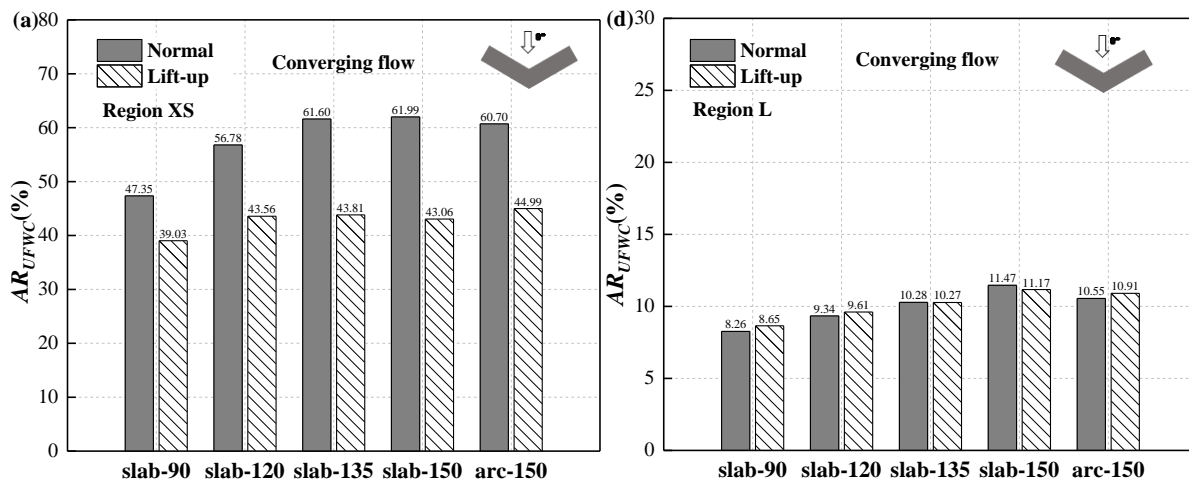 (a)
80
70
60
50
40
30
20
10
0
AR_UFWC(%)
Normal
Lift-up
Converging flow
Region XS
47.35
39.03
56.78
43.56
61.60
43.81
61.99
43.06
60.70
44.99
slab-90 slab-120 slab-135 slab-150 arc-150
(d)
30
25
20
15
10
5
0
AR_UFWC(%)
Normal
Lift-up
Converging flow
Region L
8.26
8.65
9.34
9.61
10.28
10.27
11.47
11.17
10.55
10.91
slab-90 slab-120 slab-135 slab-150 arc-150